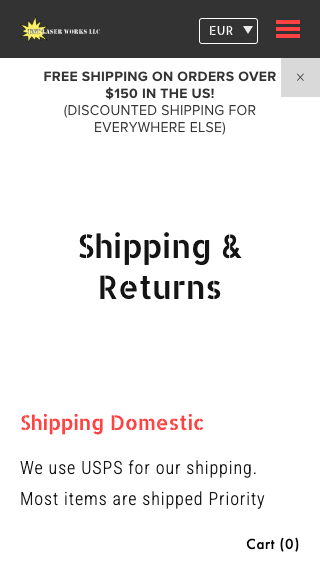 LASER WORKS LLC
EUR
FREE SHIPPING ON ORDERS OVER
$150 IN THE US!
(DISCOUNTED SHIPPING FOR
EVERYWHERE ELSE)
×
Shipping &
Returns
Shipping Domestic
We use USPS for our shipping.
Most items are shipped Priority
Cart (0)